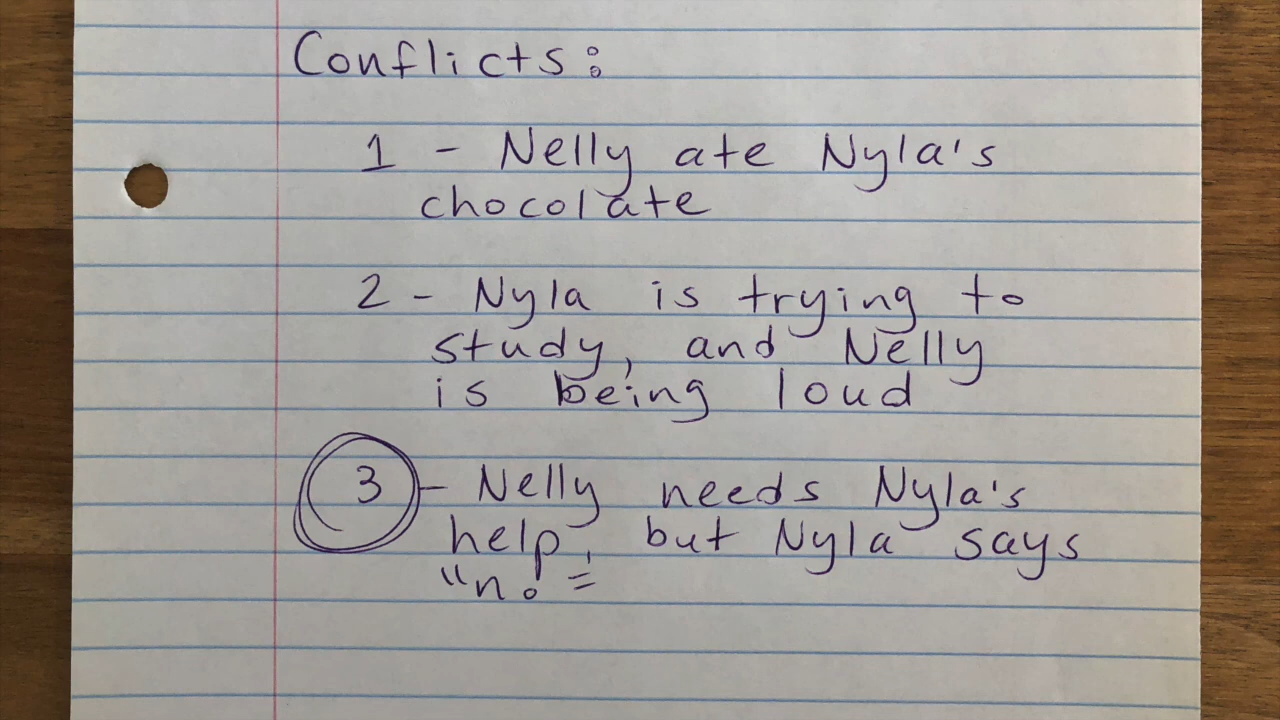 Conflicts:
1 - Nelly ate Nyla's
chocolate
2 - Nyla is trying to
study, and Nelly
is being loud
3 - Nelly needs Nyla's
help, but Nyla says
"no"